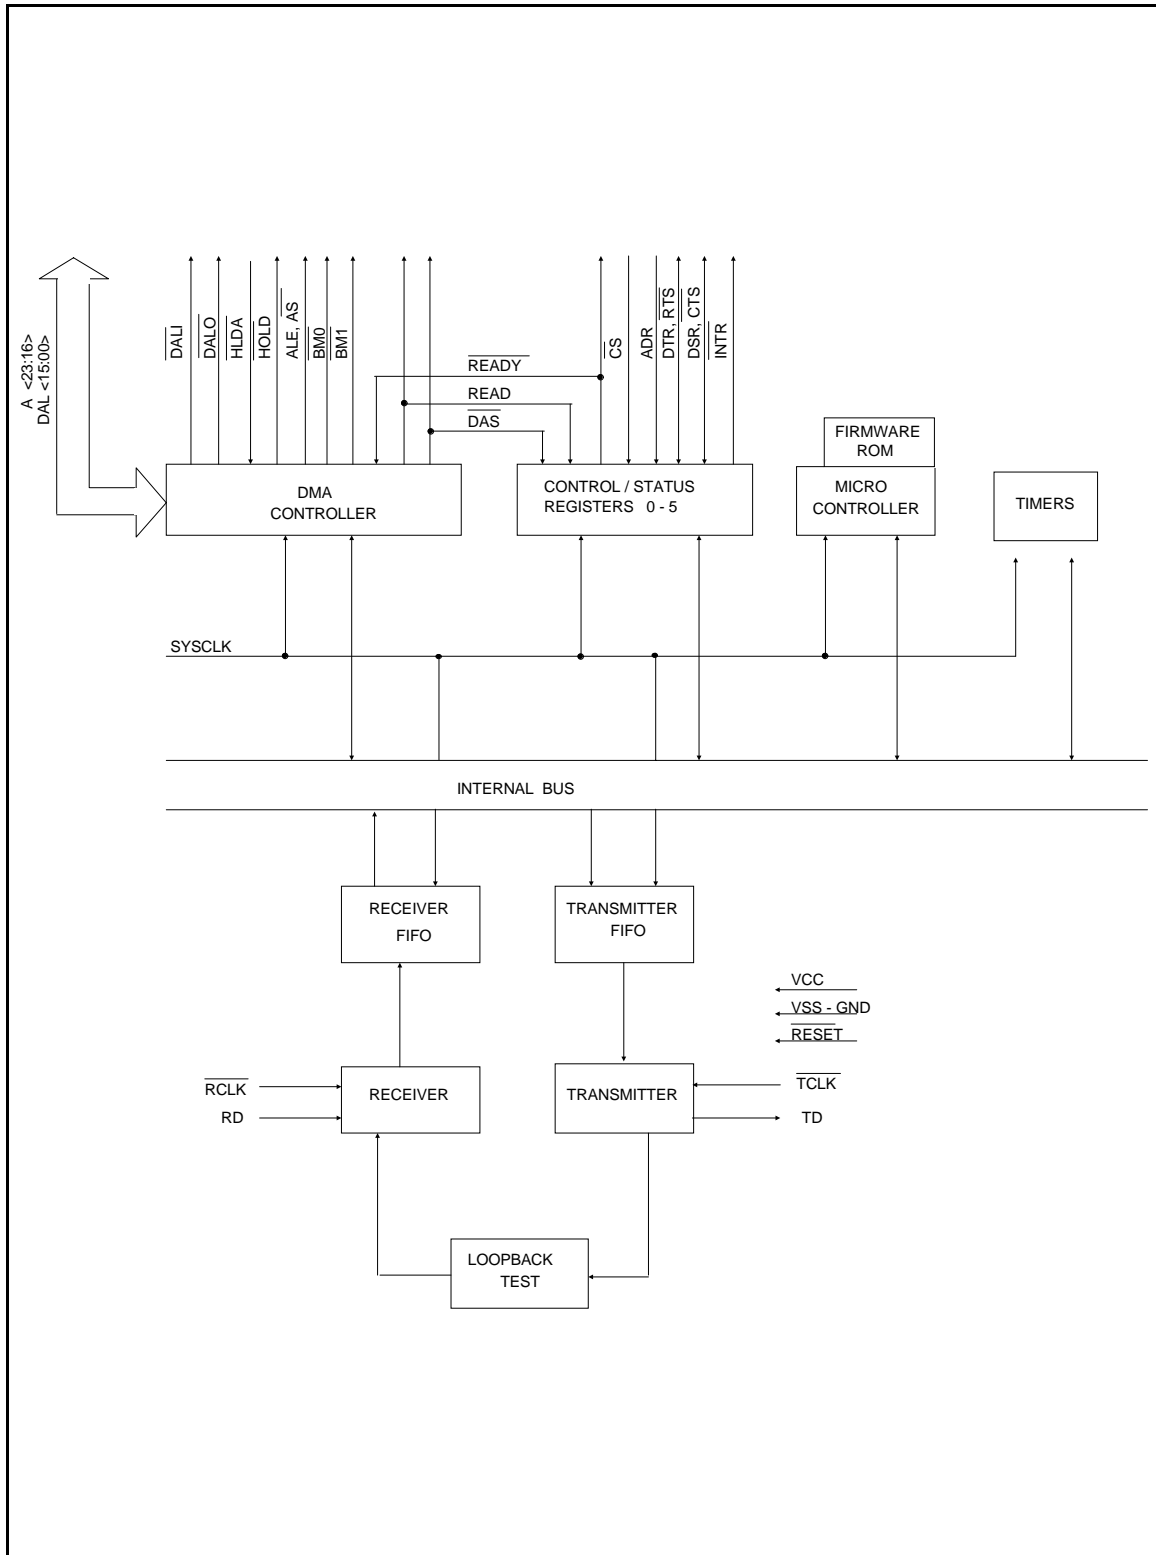 A <23:16>
DAL <15:00>
DALI
DALO
HLDA
HOLD
ALE, AS
BM0
BM1
READY
READ
DAS
CS
ADR
DTR, RTS
DSR, CTS
INTR
FIRMWARE
ROM
DMA
CONTROLLER
CONTROL / STATUS
REGISTERS 0 - 5
MICRO
CONTROLLER
TIMERS
SYSCLK
INTERNAL BUS
RECEIVER
FIFO
TRANSMITTER
FIFO
VCC
VSS - GND
RESET
RCLK
RD
RECEIVER
TRANSMITTER
TCLK
TD
LOOPBACK
TEST